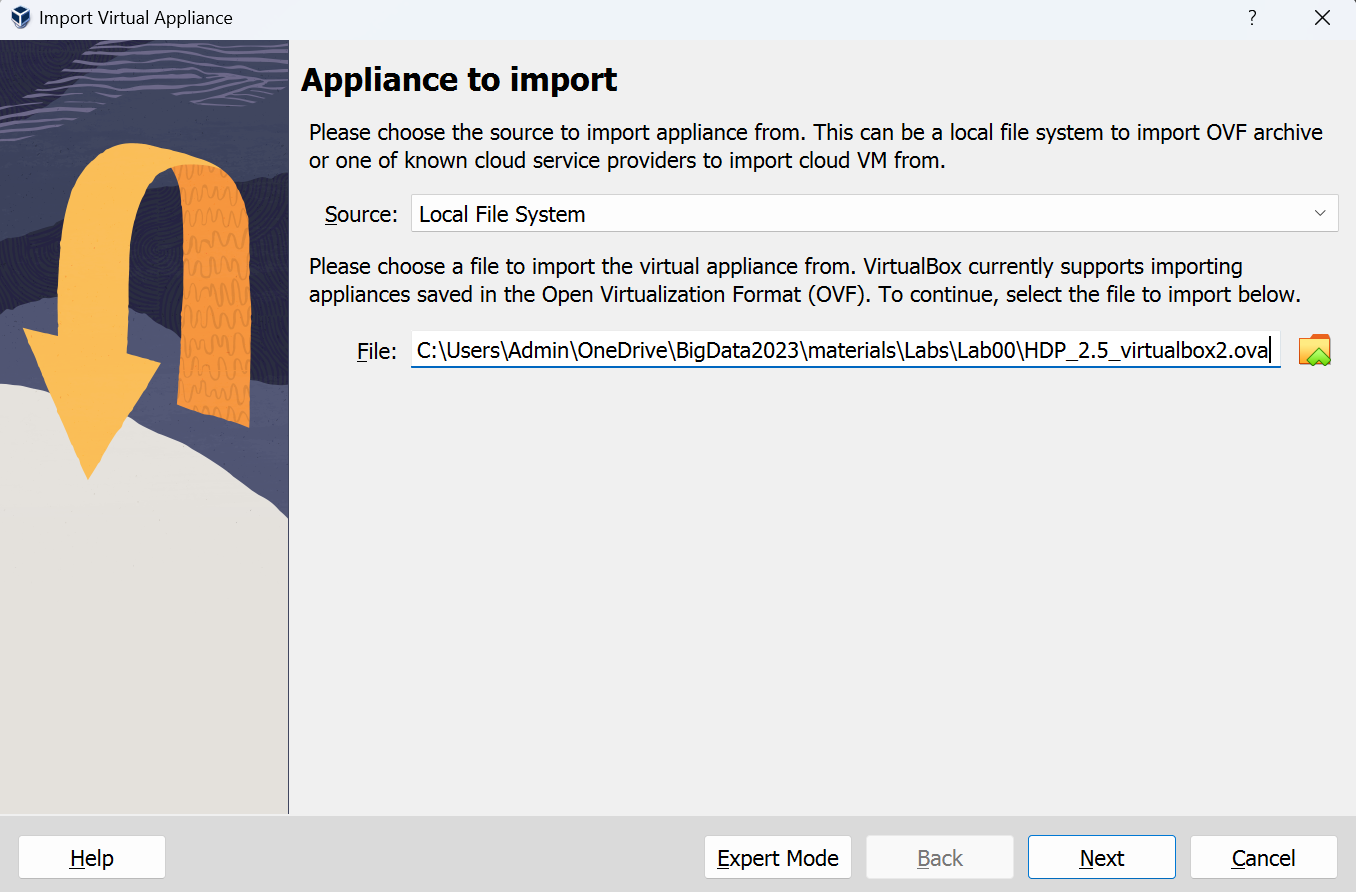 Import Virtual Appliance
?
Appliance to import
Please choose the source to import appliance from. This can be a local file system to import OVF archive
or one of known cloud service providers to import cloud VM from.
Source: Local File System
Please choose a file to import the virtual appliance from. VirtualBox currently supports importing
appliances saved in the Open Virtualization Format (OVF). To continue, select the file to import below.
File: C:\Users\Admin\OneDrive\BigData2023\materials\Labs\Lab00\HDP_2.5_virtualbox2.ova
Help Expert Mode Back Next Cancel